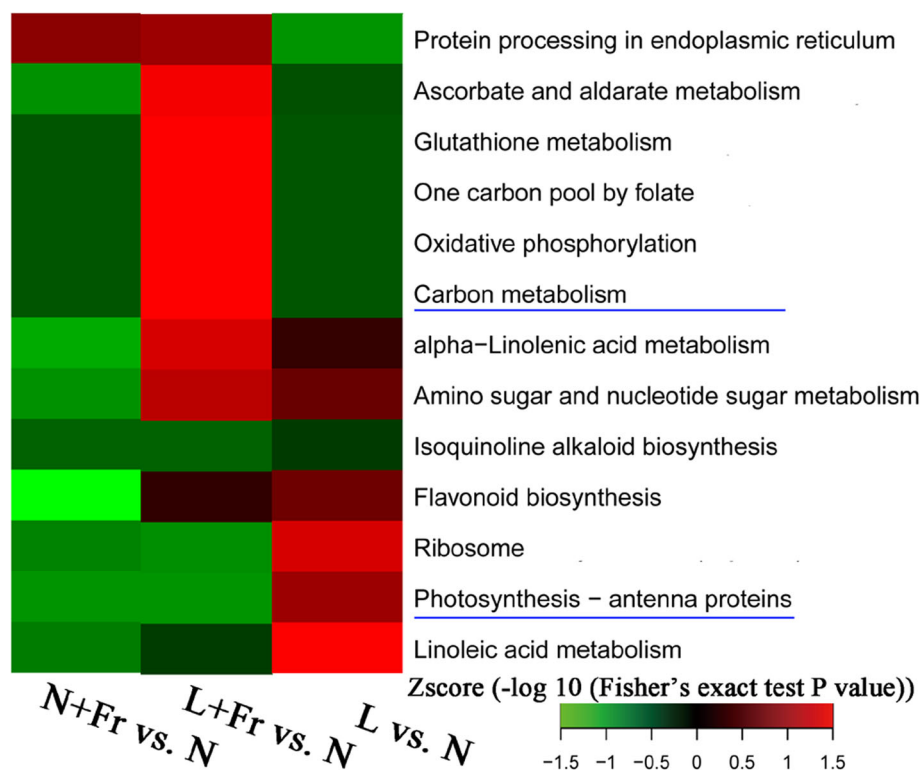 Protein processing in endoplasmic reticulum
Ascorbate and aldarate metabolism
Glutathione metabolism
One carbon pool by folate
Oxidative phosphorylation
Carbon metabolism
alpha−Linolenic acid metabolism
Amino sugar and nucleotide sugar metabolism
Isoquinoline alkaloid biosynthesis
Flavonoid biosynthesis
Ribosome
Photosynthesis − antenna proteins
Linoleic acid metabolism
N+Fr vs. N
L+Fr vs. N
L vs. N
Zscore (-log 10 (Fisher's exact test P value))
−1.5 −1 −0.5 0 0.5 1 1.5